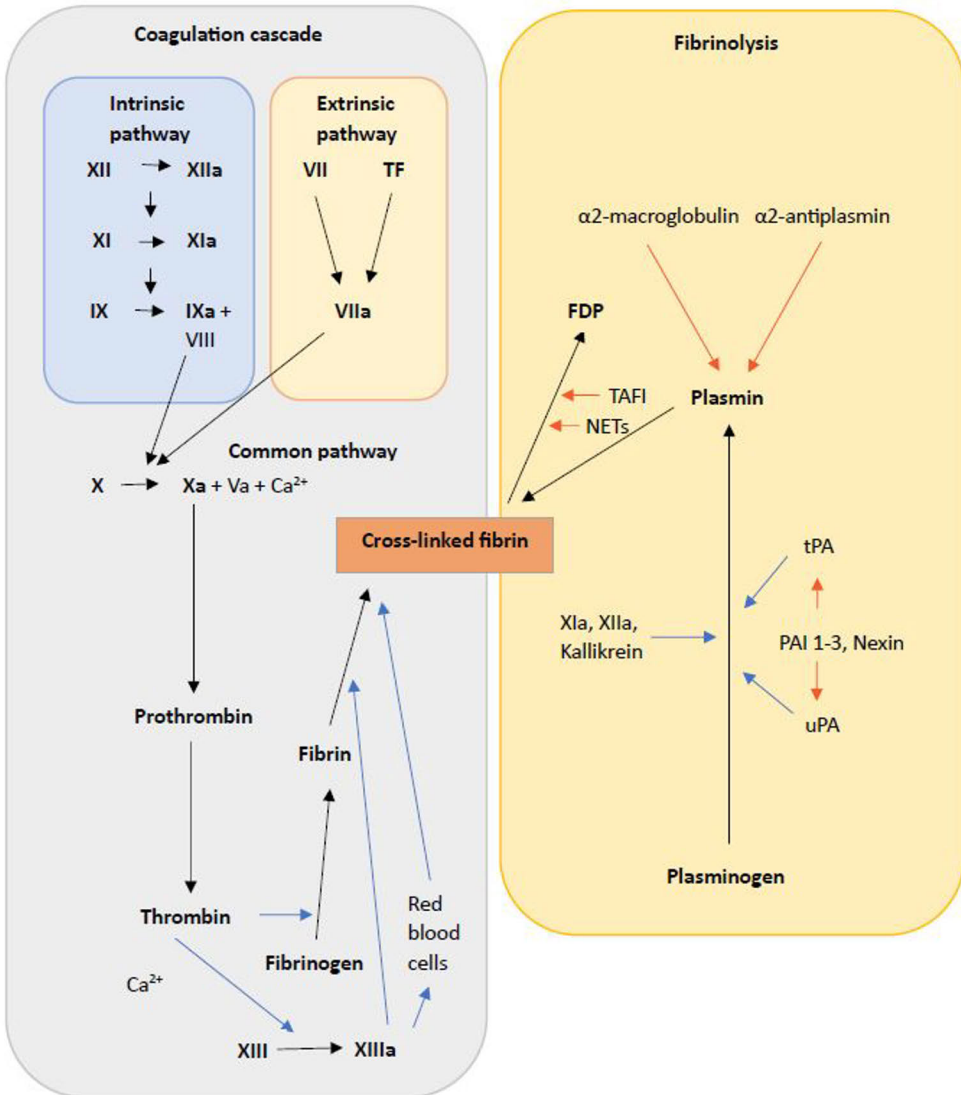 Coagulation cascade
Intrinsic
pathway
XII
XIIa
XI
XIa
IX
IXa +
VIII
Extrinsic
pathway
VII
TF
VIIa
Common pathway
X
Xa + Va + Ca²⁺
Cross-linked fibrin
Prothrombin
Fibrin
Thrombin
Fibrinogen
Red
blood
cells
Ca²⁺
XIII
XIIIa
Fibrinolysis
α2-macroglobulin
α2-antiplasmin
FDP
TAFI
NETs
Plasmin
tPA
XIa, XIIa,
Kallikrein
PAI 1-3, Nexin
uPA
Plasminogen